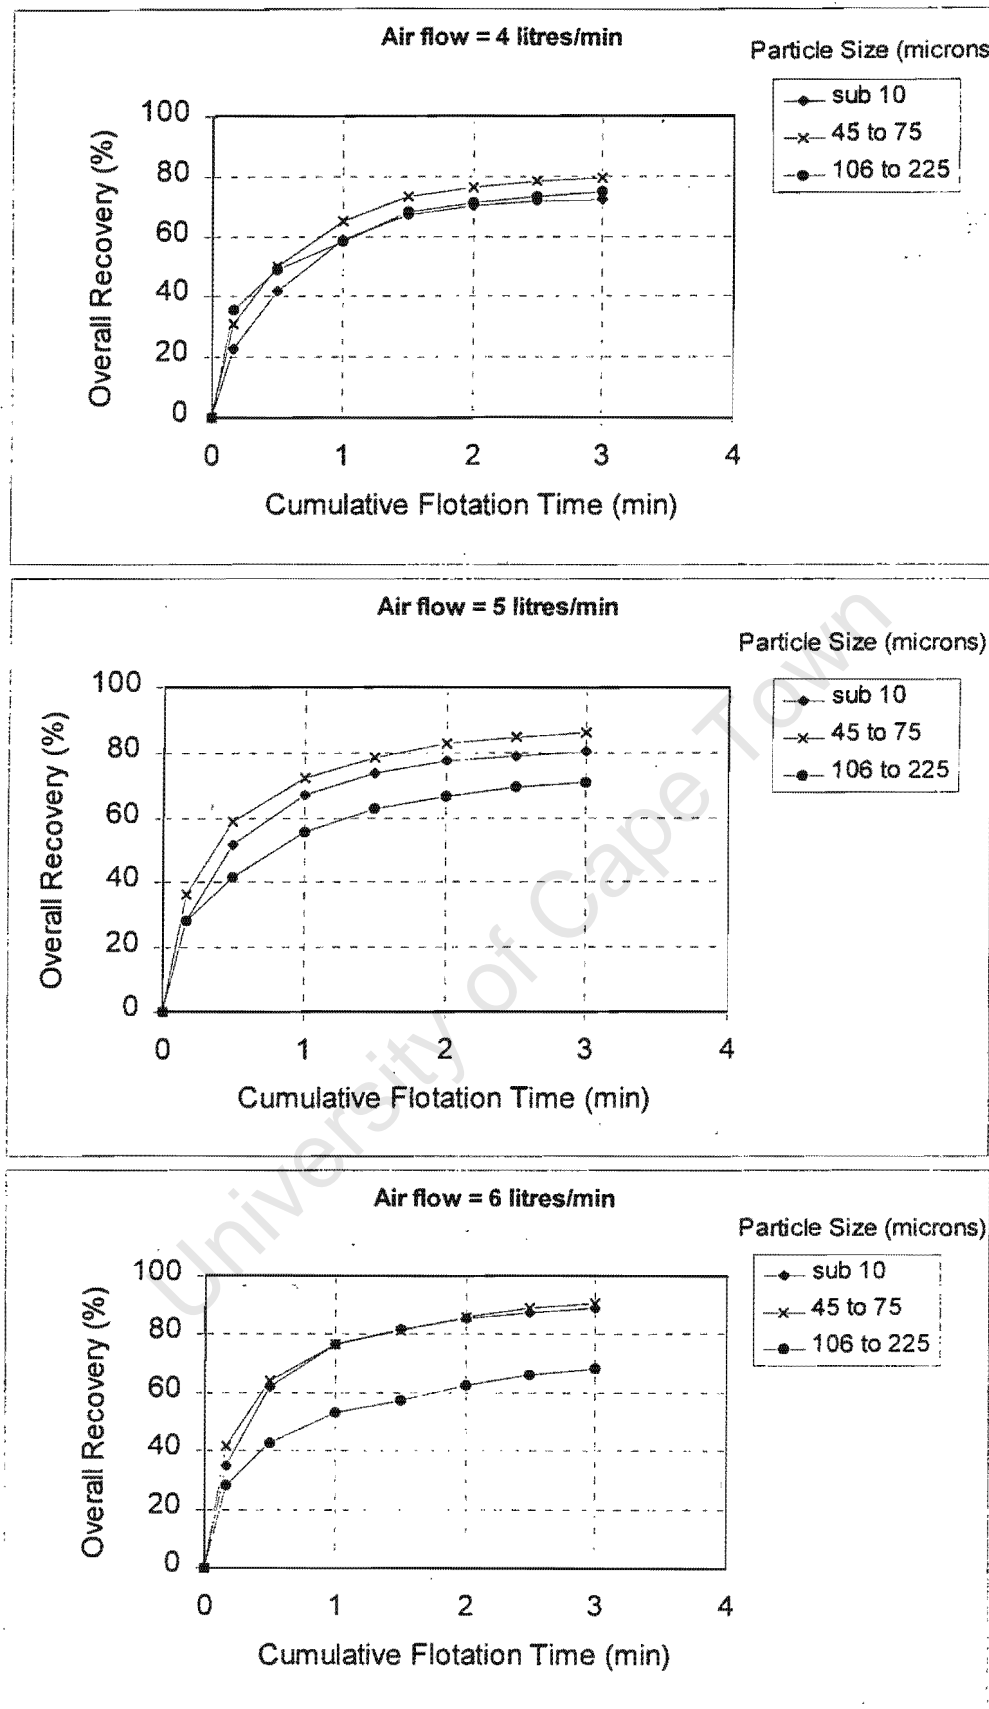 Air flow = 4 litres/min
Particle Size (microns
sub 10
45 to 75
106 to 225
Overall Recovery (%)
100
80
60
40
20
0
0 1 2 3 4
Cumulative Flotation Time (min)
Air flow = 5 litres/min
Particle Size (microns)
sub 10
45 to 75
106 to 225
Overall Recovery (%)
100
80
60
40
20
0
0 1 2 3 4
Cumulative Flotation Time (min)
Air flow = 6 litres/min
Particle Size (microns)
sub 10
45 to 75
106 to 225
Overall Recovery (%)
100
80
60
40
20
0
0 1 2 3 4
Cumulative Flotation Time (min)
University of Cape Town